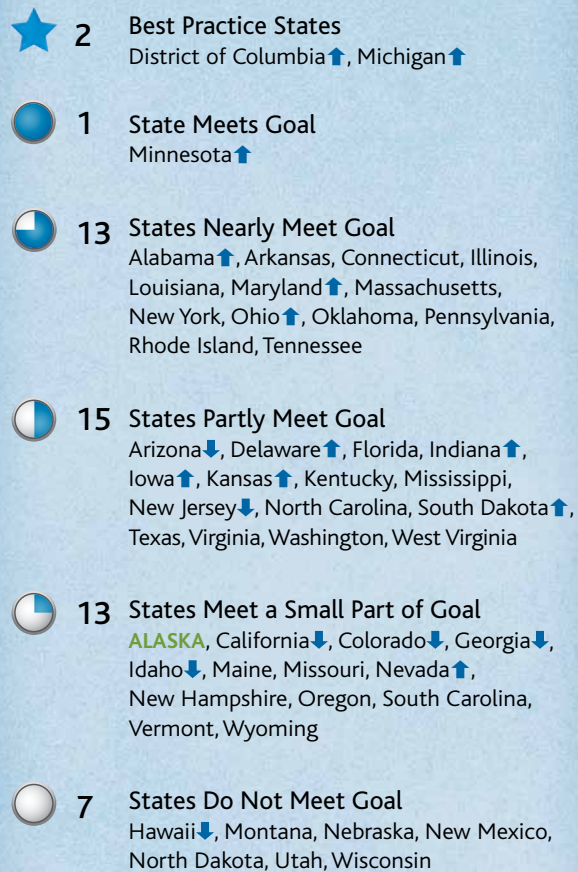 2 Best Practice States
District of Columbia⬆, Michigan⬆
1 State Meets Goal
Minnesota⬆
13 States Nearly Meet Goal
Alabama⬆, Arkansas, Connecticut, Illinois,
Louisiana, Maryland⬆, Massachusetts,
New York, Ohio⬆, Oklahoma, Pennsylvania,
Rhode Island, Tennessee
15 States Partly Meet Goal
Arizona⬇, Delaware⬆, Florida, Indiana⬆,
Iowa⬆, Kansas⬆, Kentucky, Mississippi,
New Jersey⬇, North Carolina, South Dakota⬆,
Texas, Virginia, Washington, West Virginia
13 States Meet a Small Part of Goal
ALASKA, California⬇, Colorado⬇, Georgia⬇,
Idaho⬇, Maine, Missouri, Nevada⬆,
New Hampshire, Oregon, South Carolina,
Vermont, Wyoming
7 States Do Not Meet Goal
Hawaii⬇, Montana, Nebraska, New Mexico,
North Dakota, Utah, Wisconsin